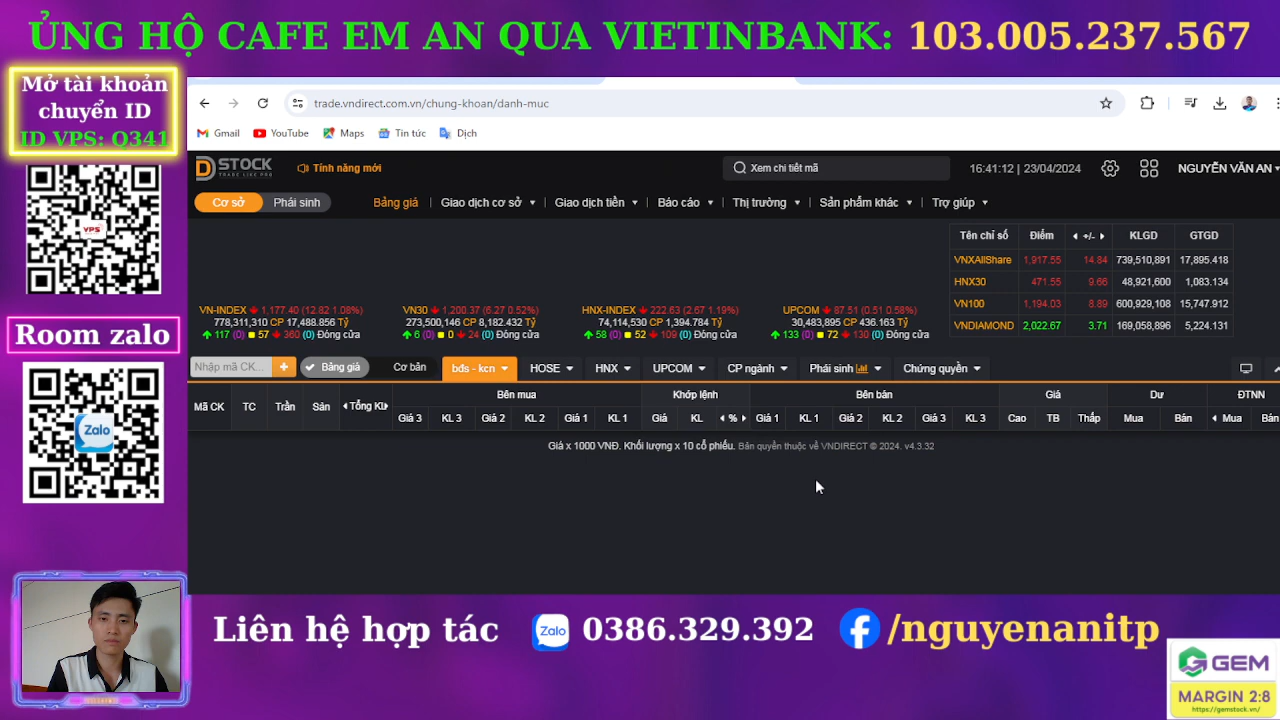 ỦNG HỘ CAFE EM AN QUA VIETINBANK: 103.005.237.567
Mở tài khoản
chuyển ID
ID VPS: O341
VPS
Room zalo
Zalo
trade.vndirect.com.vn/chung-khoan/danh-muc
Gmail YouTube Maps Tin tức Dịch
D STOCK
TRADE LIKE PRO
Tính năng mới
Xem chi tiết mã
16:41:12 | 23/04/2024
NGUYỄN VĂN AN
Cơ sở Phái sinh
Bảng giá | Giao dịch cơ sở | Giao dịch tiền | Báo cáo | Thị trường | Sản phẩm khác | Trợ giúp
Tên chỉ số Điểm +/- KLGD GTGD
VNXAllShare 1,917.55 14.84 739,510,891 17,895.418
HNX30 471.55 9.66 48,921,600 1,083.134
VN100 1,194.03 8.89 600,929,108 15,747.912
VNDIAMOND 2,022.67 3.71 169,058,896 5,224.131
VN-INDEX 1,177.40 (12.82 1.08%)
778,311,310 CP 17,488.856 Tỷ
117 (0) 57 360 (0) Đóng cửa
VN30 1,200.37 (6.27 0.52%)
273,500,146 CP 8,182.432 Tỷ
6 (0) 0 24 (0) Đóng cửa
HNX-INDEX 222.63 (2.67 1.19%)
74,114,530 CP 1,394.784 Tỷ
58 (0) 52 109 (0) Đóng cửa
UPCOM 87.51 (0.51 0.58%)
30,483,895 CP 436.163 Tỷ
133 (0) 72 130 (0) Đóng cửa
Nhập mã CK... + Bảng giá Cơ bản bđs - kcn HOSE HNX UPCOM CP ngành Phái sinh Chứng quyền
Mã CK TC Trần Sàn Tổng KL Bên mua Khớp lệnh Bên bán Giá Dư ĐTNN
Giá 3 KL 3 Giá 2 KL 2 Giá 1 KL 1 Giá KL % Giá 1 KL 1 Giá 2 KL 2 Giá 3 KL 3 Cao TB Thấp Mua Bán Mua Bán
Giá x 1000 VNĐ. Khối lượng x 10 cổ phiếu. Bản quyền thuộc về VNDIRECT © 2024. v4.3.32
Liên hệ hợp tác Zalo 0386.329.392 /nguyenanitp
GEM
MARGIN 2:8
https://gemstock.vn/